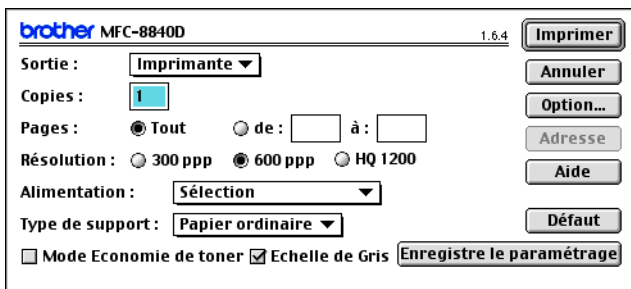 brother MFC-8840D 1.6.4 Imprimer
Sortie : Imprimante Annuler
Copies : 1 Option...
Pages : Tout de : à : Adresse
Résolution : 300 ppp 600 ppp HQ 1200 Aide
Alimentation : Sélection
Type de support : Papier ordinaire Défaut
Mode Economie de toner Echelle de Gris Enregistre le paramétrage